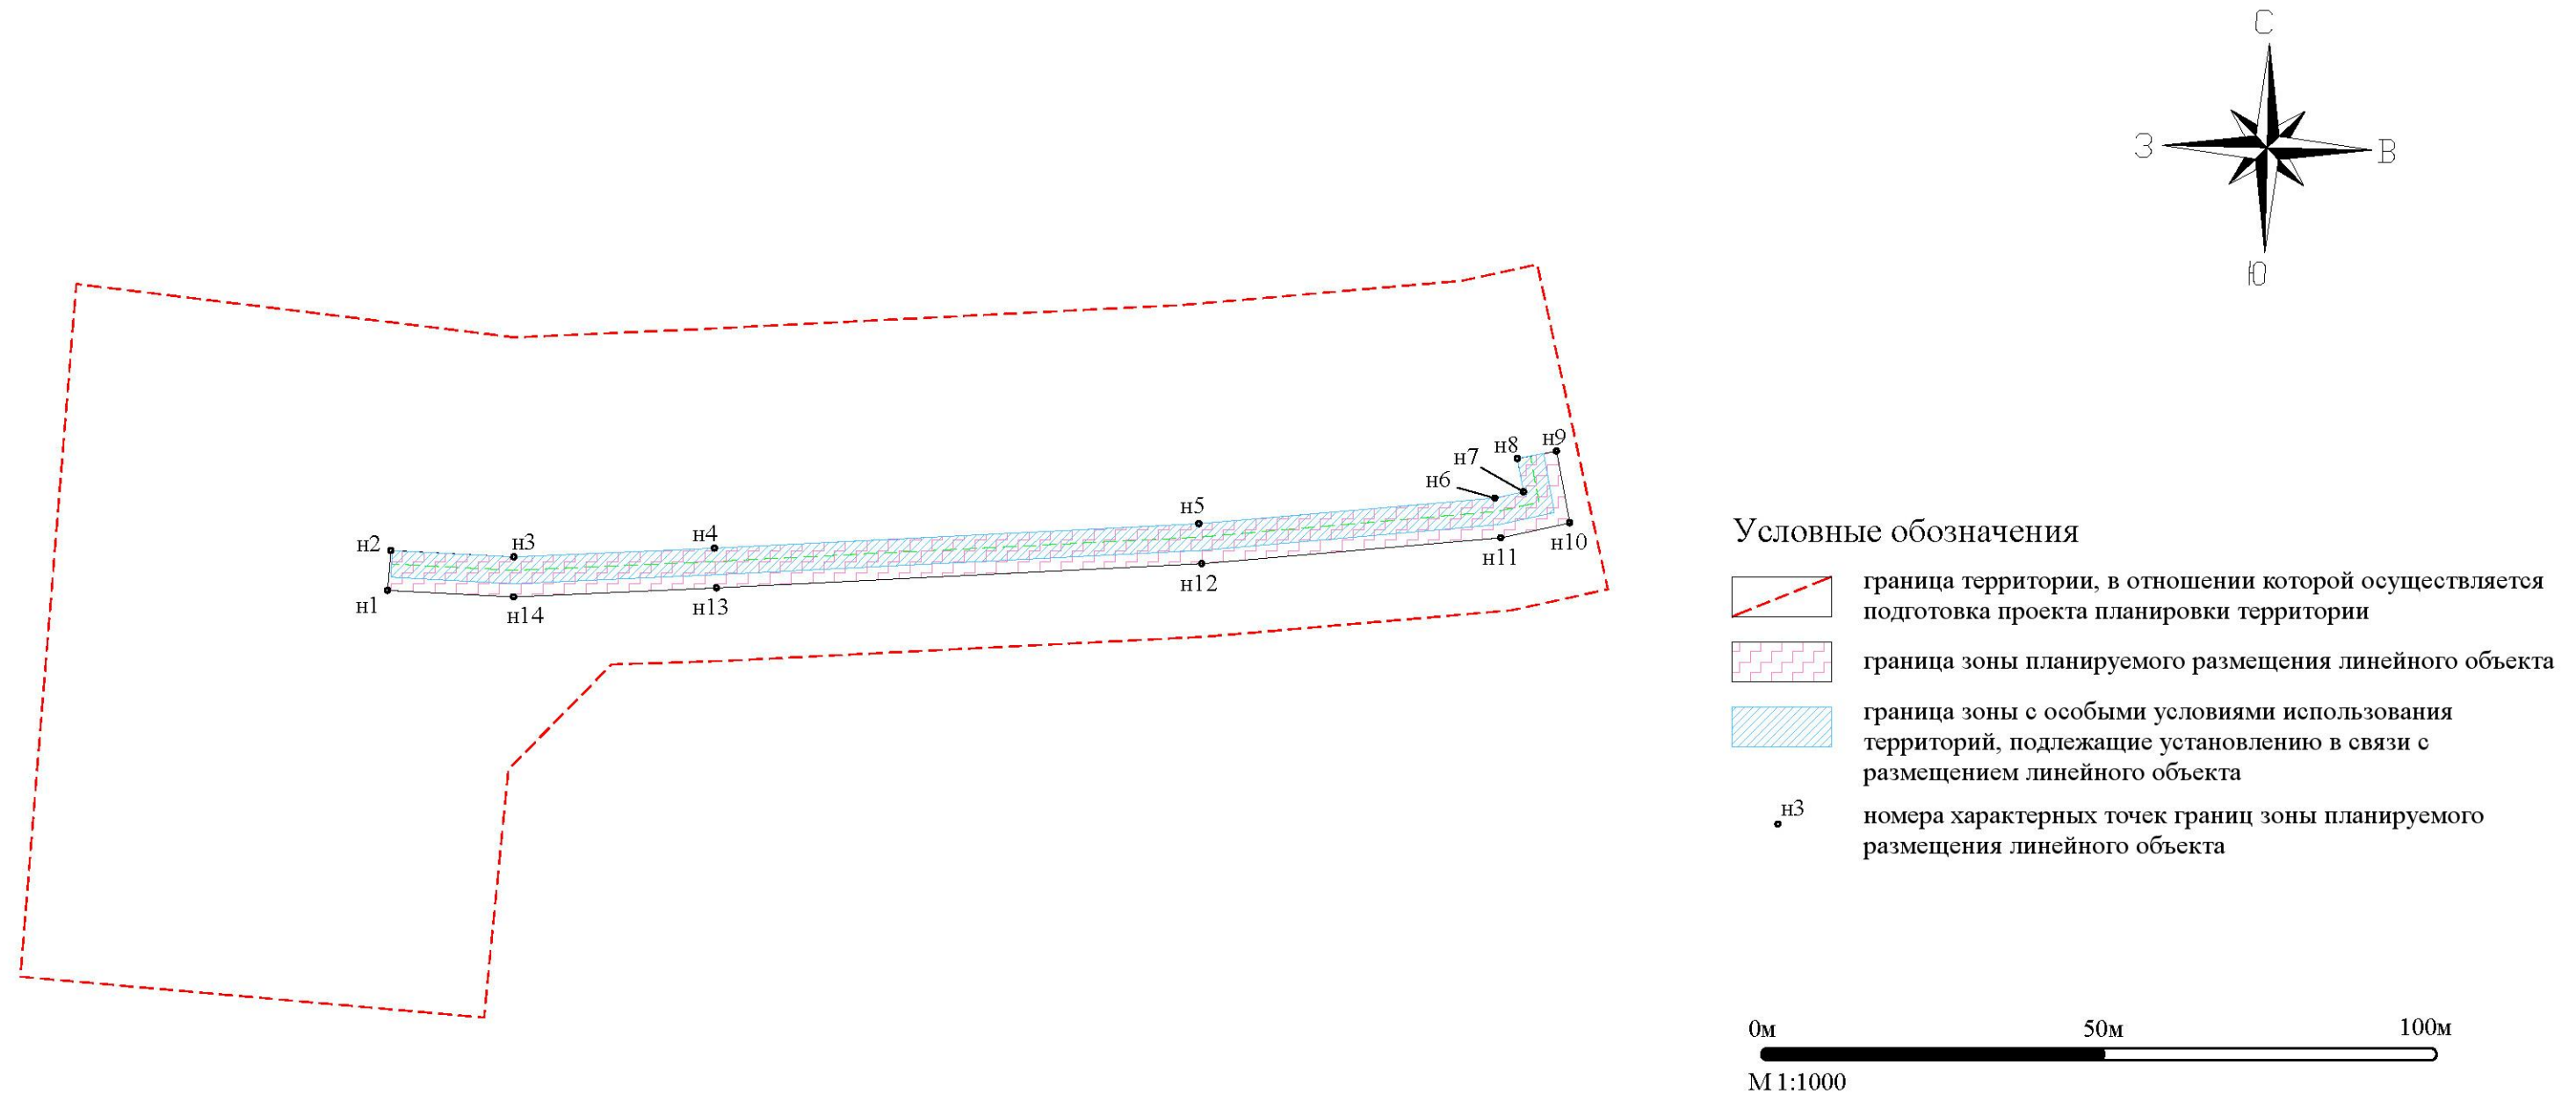 С
З
В
Ю
н1
н2
н3
н4
н5
н6
н7
н8
н9
н10
н11
н12
н13
н14
Условные обозначения
граница территории, в отношении которой осуществляется
подготовка проекта планировки территории
граница зоны планируемого размещения линейного объекта
граница зоны с особыми условиями использования
территорий, подлежащие установлению в связи с
размещением линейного объекта
н3
номера характерных точек границ зоны планируемого
размещения линейного объекта
0м 50м 100м
М 1:1000